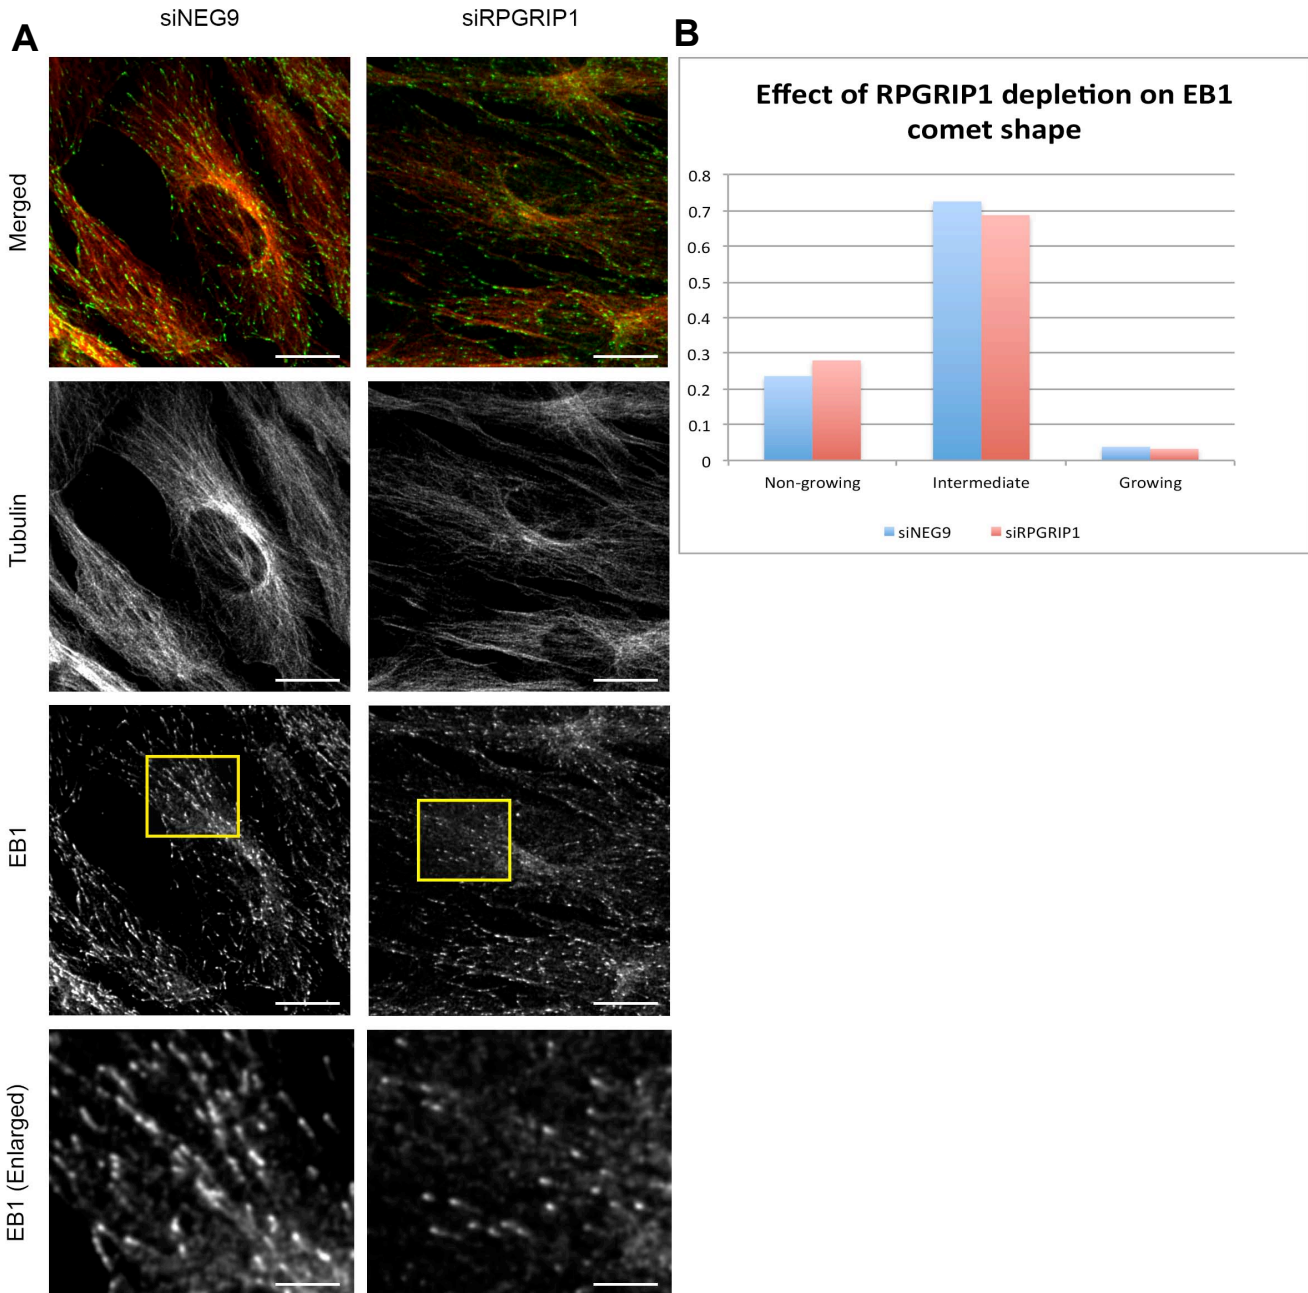 siNEG9
siRPGRIP1
A
B
Merged
Tubulin
EB1
EB1 (Enlarged)
Effect of RPGRIP1 depletion on EB1
comet shape
0.8
0.7
0.6
0.5
0.4
0.3
0.2
0.1
0
Non-growing
Intermediate
Growing
siNEG9
siRPGRIP1